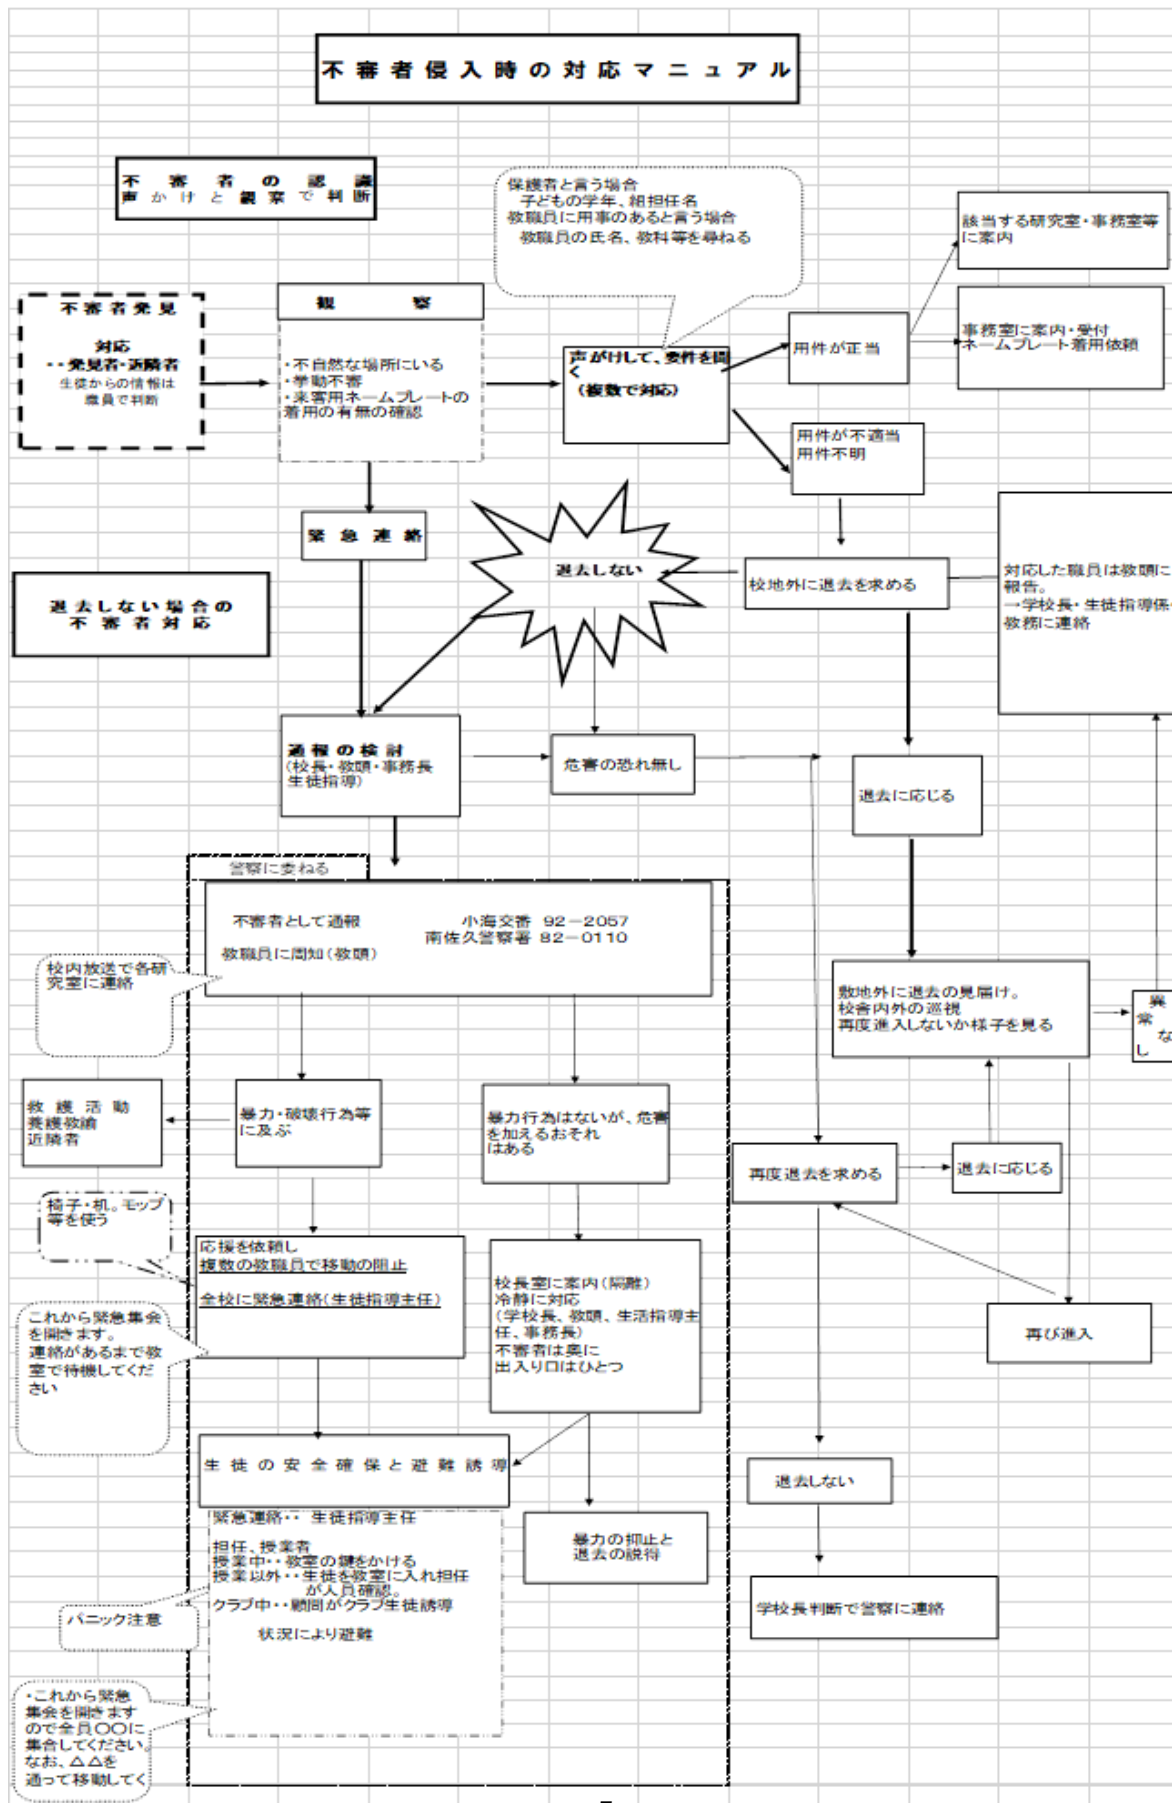 不審者侵入時の対応マニュアル
不審者の認識
声かけと観察で判断
保護者と言う場合
子どもの学年、組担任名
教職員に用事のあると言う場合
教職員の氏名、教科等を尋ねる
該当する研究室・事務室等
に案内
不審者発見
対応
・・発見者・近隣者
生徒からの情報は
職員で判断
観察
・不自然な場所にいる
・挙動不審
・来客用ネームプレートの
着用の有無の確認
声がけして、要件を聞
く
（複数で対応）
用件が正当
事務室に案内・受付
ネームプレート着用依頼
用件が不適当
用件不明
緊急連絡
退去しない
校地外に退去を求める
対応した職員は教頭に
報告。
→学校長・生徒指導係・
教務に連絡
退去しない場合の
不審者対応
通報の検討
（校長・教頭・事務長
生徒指導）
危害の恐れ無し
退去に応じる
警察に委ねる
不審者として通報
小海交番 92－2057
南佐久警察署 82－0110
教職員に周知（教頭）
校内放送で各研
究室に連絡
敷地外に退去の見届け。
校舎内外の巡視
再度進入しないか様子を見る
異
常
な
し
救護活動
養護教諭
近隣者
暴力・破壊行為等
に及ぶ
暴力行為はないが、危害
を加えるおそれ
はある
再度退去を求める
退去に応じる
椅子・机。モップ
等を使う
応援を依頼し
複数の教職員で移動の阻止
全校に緊急連絡（生徒指導主任）
校長室に案内（隔離）
冷静に対応
（学校長、教頭、生活指導主
任、事務長）
不審者は奥に
出入り口はひとつ
これから緊急集会
を開きます。
連絡があるまで教
室で待機してくだ
さい
再び進入
生徒の安全確保と避難誘導
退去しない
緊急連絡・・ 生徒指導主任
担任、授業者
授業中・・教室の鍵をかける
授業以外・・生徒を教室に入れ担任
が人員確認。
クラブ中・・顧問がクラブ生徒誘導
状況により避難
暴力の抑止と
退去の説得
パニック注意
学校長判断で警察に連絡
・これから緊急
集会を開きます
ので全員〇〇に
集合してください。
なお、△△を
通って移動してく